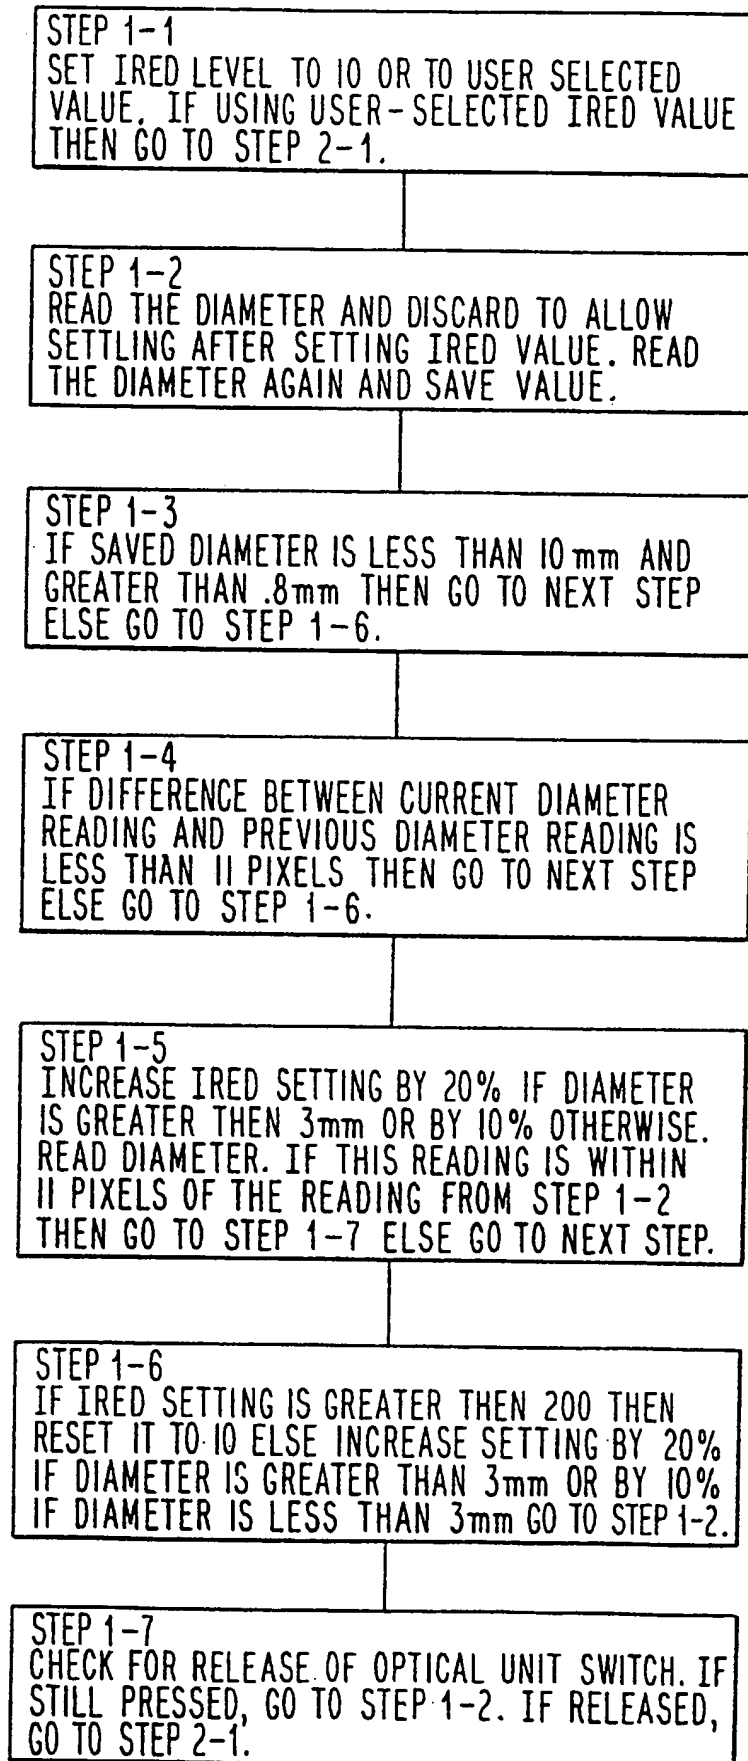 STEP 1-1
SET IRED LEVEL TO 10 OR TO USER SELECTED
VALUE. IF USING USER-SELECTED IRED VALUE
THEN GO TO STEP 2-1.
STEP 1-2
READ THE DIAMETER AND DISCARD TO ALLOW
SETTLING AFTER SETTING IRED VALUE. READ
THE DIAMETER AGAIN AND SAVE VALUE.
STEP 1-3
IF SAVED DIAMETER IS LESS THAN 10mm AND
GREATER THAN .8mm THEN GO TO NEXT STEP
ELSE GO TO STEP 1-6.
STEP 1-4
IF DIFFERENCE BETWEEN CURRENT DIAMETER
READING AND PREVIOUS DIAMETER READING IS
LESS THAN 11 PIXELS THEN GO TO NEXT STEP
ELSE GO TO STEP 1-6.
STEP 1-5
INCREASE IRED SETTING BY 20% IF DIAMETER
IS GREATER THEN 3mm OR BY 10% OTHERWISE.
READ DIAMETER. IF THIS READING IS WITHIN
11 PIXELS OF THE READING FROM STEP 1-2
THEN GO TO STEP 1-7 ELSE GO TO NEXT STEP.
STEP 1-6
IF IRED SETTING IS GREATER THEN 200 THEN
RESET IT TO 10 ELSE INCREASE SETTING BY 20%
IF DIAMETER IS GREATER THAN 3mm OR BY 10%
IF DIAMETER IS LESS THAN 3mm GO TO STEP 1-2.
STEP 1-7
CHECK FOR RELEASE OF OPTICAL UNIT SWITCH. IF
STILL PRESSED, GO TO STEP 1-2. IF RELEASED,
GO TO STEP 2-1.